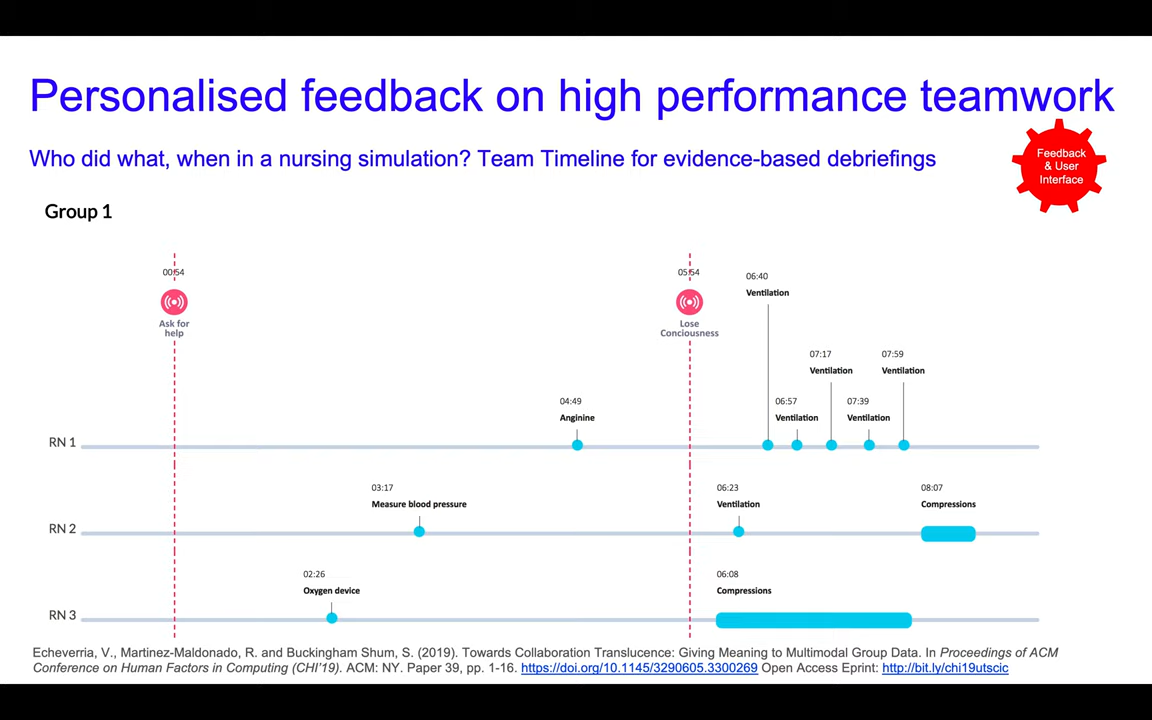 Personalised feedback on high performance teamwork
Who did what, when in a nursing simulation? Team Timeline for evidence-based debriefings
Feedback
& User
Interface
Group 1
00:54
Ask for
help
05:54
Lose
Conciousness
06:40
Ventilation
07:17
Ventilation
07:59
Ventilation
04:49
Anginine
06:57
Ventilation
07:39
Ventilation
RN 1
03:17
Measure blood pressure
06:23
Ventilation
08:07
Compressions
RN 2
02:26
Oxygen device
06:08
Compressions
RN 3
Echeverria, V., Martinez-Maldonado, R. and Buckingham Shum, S. (2019). Towards Collaboration Translucence: Giving Meaning to Multimodal Group Data. In Proceedings of ACM
Conference on Human Factors in Computing (CHI'19). ACM: NY. Paper 39, pp. 1-16. https://doi.org/10.1145/3290605.3300269 Open Access Eprint: http://bit.ly/chi19utscic